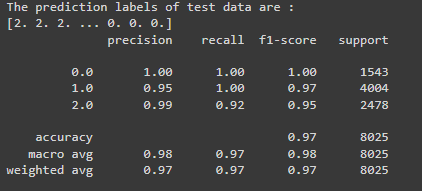 The prediction labels of test data are :
[2. 2. 2. ... 0. 0. 0.]
precision recall f1-score support
0.0 1.00 1.00 1.00 1543
1.0 0.95 1.00 0.97 4004
2.0 0.99 0.92 0.95 2478
accuracy 0.97 8025
macro avg 0.98 0.97 0.98 8025
weighted avg 0.97 0.97 0.97 8025